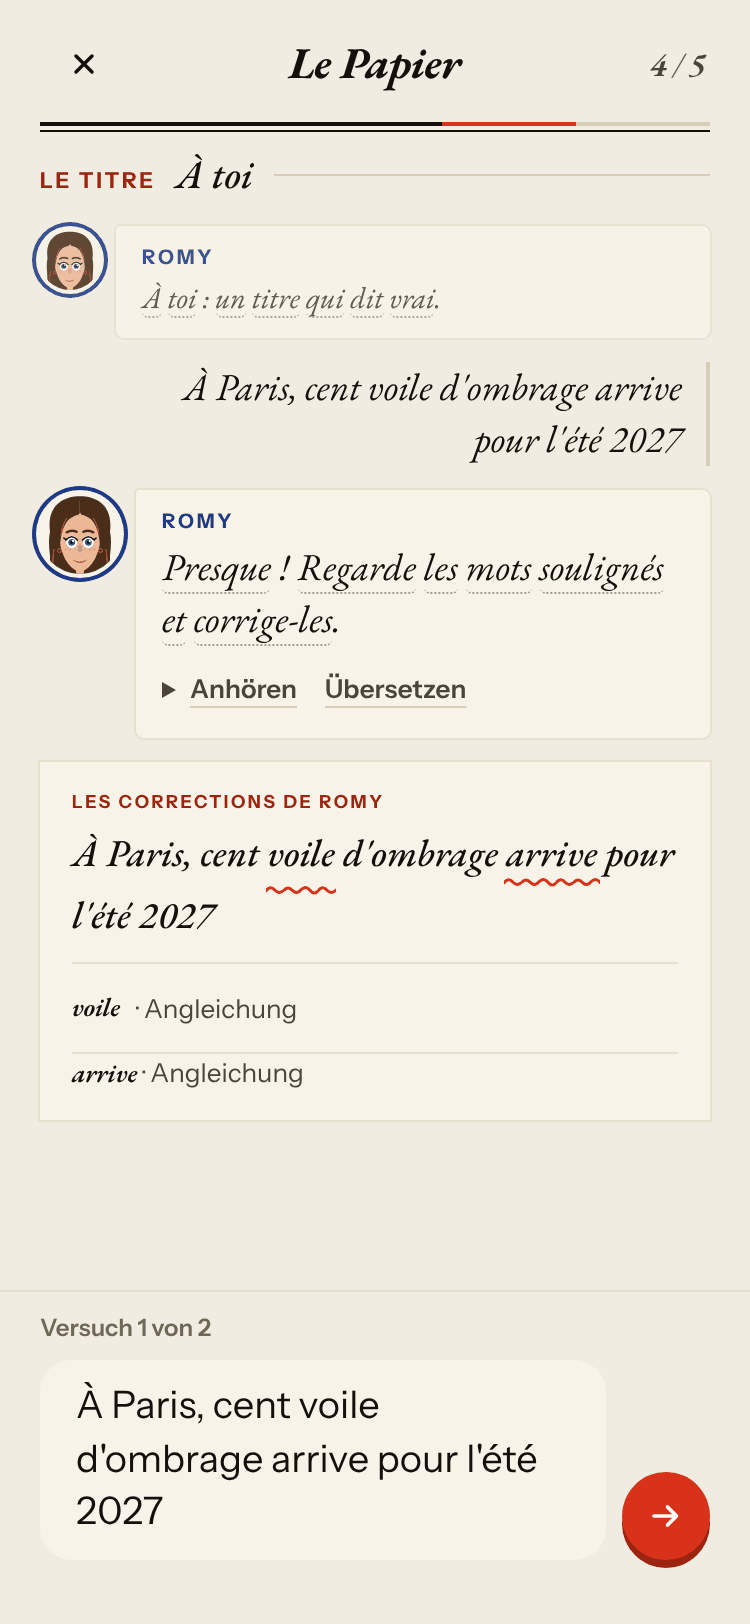 Le Papier
4 / 5
LE TITRE À toi
ROMY
À toi : un titre qui dit vrai.
À Paris, cent voile d'ombrage arrive
pour l'été 2027
ROMY
Presque ! Regarde les mots soulignés
et corrige-les.
Anhören Übersetzen
LES CORRECTIONS DE ROMY
À Paris, cent voile d'ombrage arrive pour
l'été 2027
voile · Angleichung
arrive · Angleichung
Versuch 1 von 2
À Paris, cent voile
d'ombrage arrive pour l'été
2027